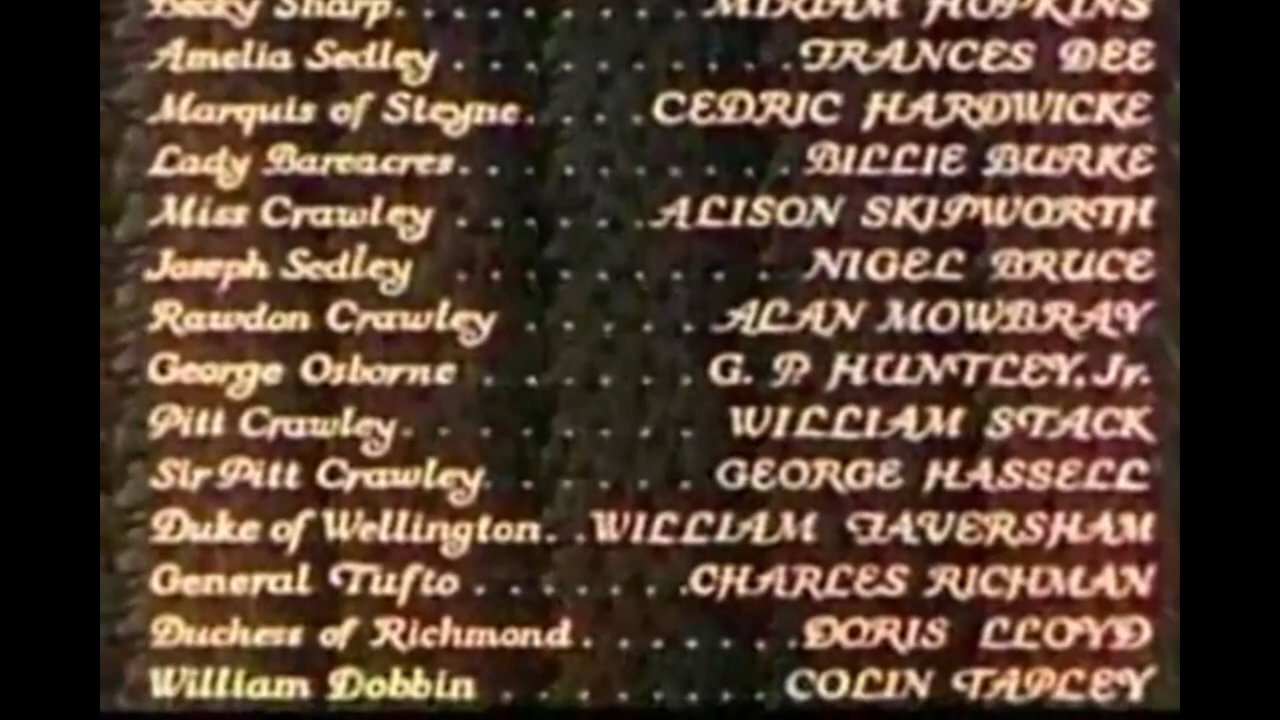 Becky Sharp. . . . . . . . . . MIRIAM HOPKINS
Amelia Sedley . . . . . . . . . . FRANCES DEE
Marquis of Steyne. . . . CEDRIC HARDWICKE
Lady Bareacres. . . . . . . . . . BILLIE BURKE
Miss Crawley . . . . . . ALISON SKIPWORTH
Joseph Sedley . . . . . . . . . NIGEL BRUCE
Rawdon Crawley . . . . . ALAN MOWBRAY
George Osborne . . . . . . G. P. HUNTLEY, Jr.
Pitt Crawley. . . . . . . . WILLIAM STACK
Sir Pitt Crawley. . . . . . GEORGE HASSELL
Duke of Wellington. . WILLIAM FAVERSHAM
General Tufto . . . . . . . CHARLES RICHMAN
Duchess of Richmond . . . . . . . DORIS LLOYD
William Dobbin . . . . . . . . COLIN TAPLEY